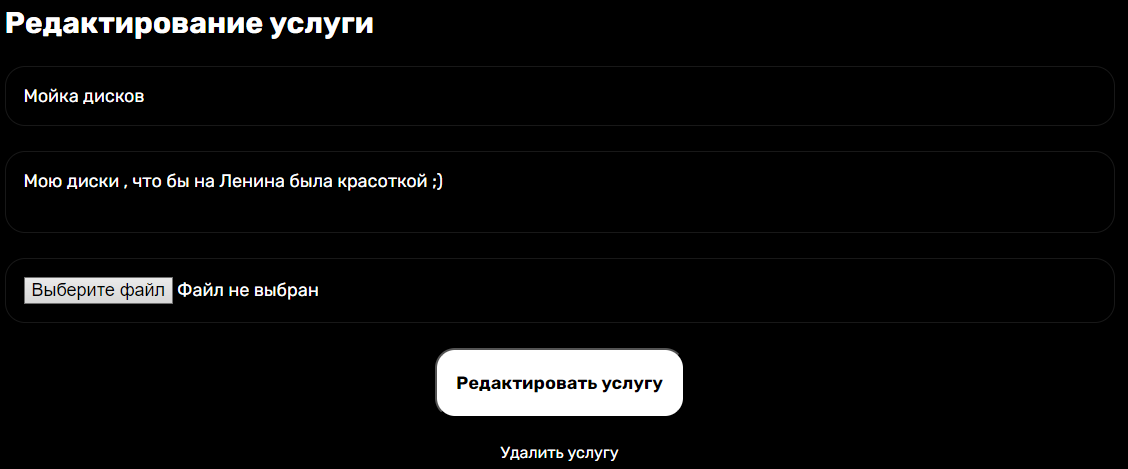 Редактирование услуги
Мойка дисков
Мою диски , что бы на Ленина была красоткой ;)
Выберите файл Файл не выбран
Редактировать услугу
Удалить услугу